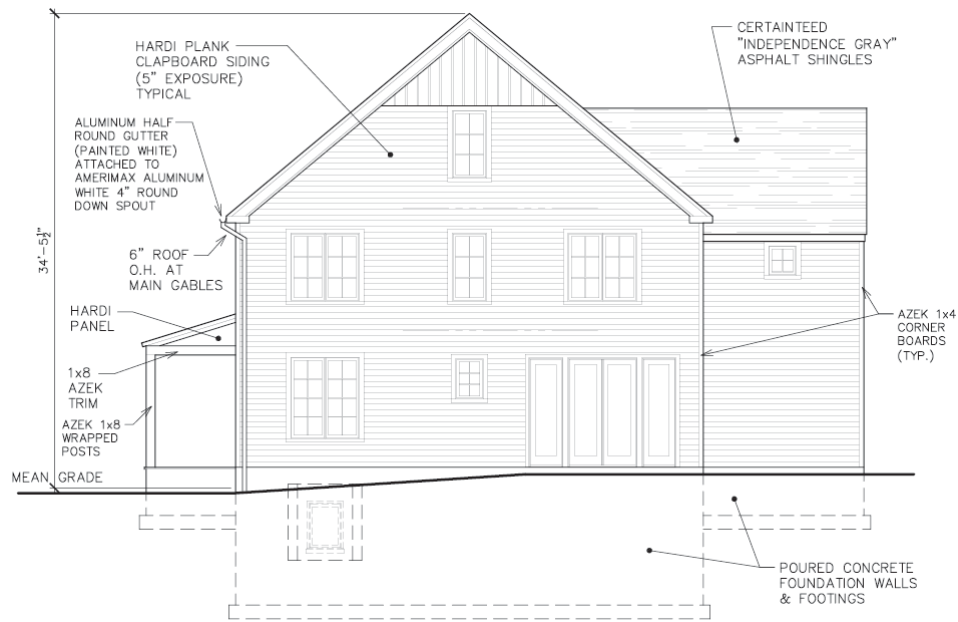 HARDI PLANK
CLAPBOARD SIDING
(5" EXPOSURE)
TYPICAL
CERTAINTEED
"INDEPENDENCE GRAY"
ASPHALT SHINGLES
ALUMINUM HALF
ROUND GUTTER
(PAINTED WHITE)
ATTACHED TO
AMERIMAX ALUMINUM
WHITE 4" ROUND
DOWN SPOUT
34'-5½"
6" ROOF
O.H. AT
MAIN GABLES
HARDI
PANEL
AZEK 1x4
CORNER
BOARDS
(TYP.)
1x8
AZEK
TRIM
AZEK 1x8
WRAPPED
POSTS
MEAN GRADE
POURED CONCRETE
FOUNDATION WALLS
& FOOTINGS